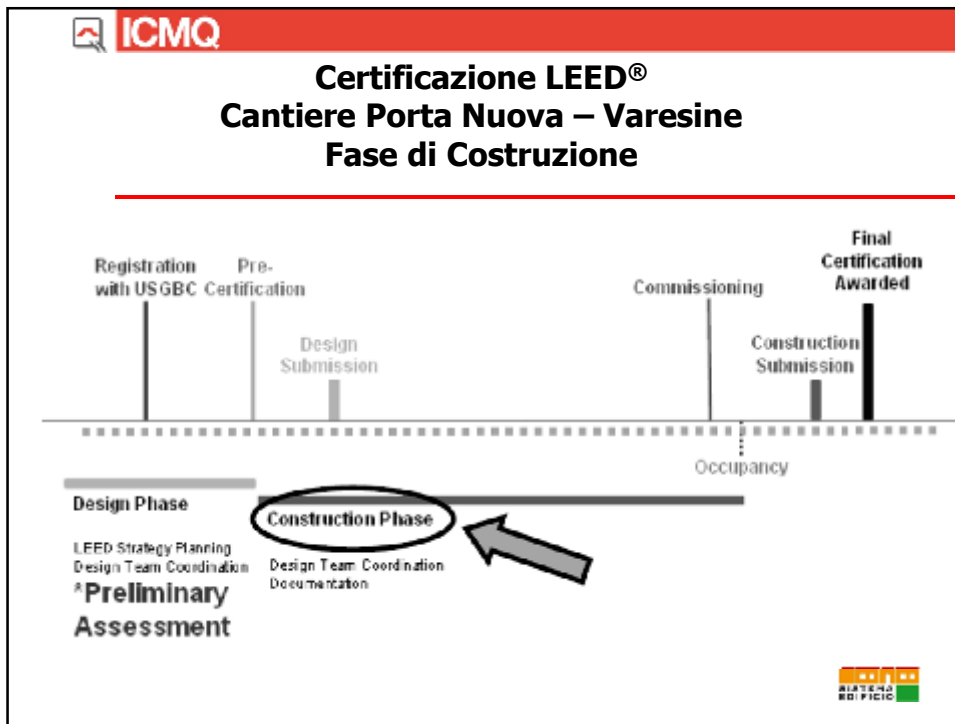 ICMQ
Certificazione LEED®
Cantiere Porta Nuova – Varesine
Fase di Costruzione
Registration
with USGBC
Pre-
Certification
Design
Submission
Commissioning
Construction
Submission
Final
Certification
Awarded
Occupancy
Design Phase
LEED Strategy Planning
Design Team Coordination
*Preliminary
Assessment
Construction Phase
Design Team Coordination
Documentation
SISTEMA
EDIFICIO